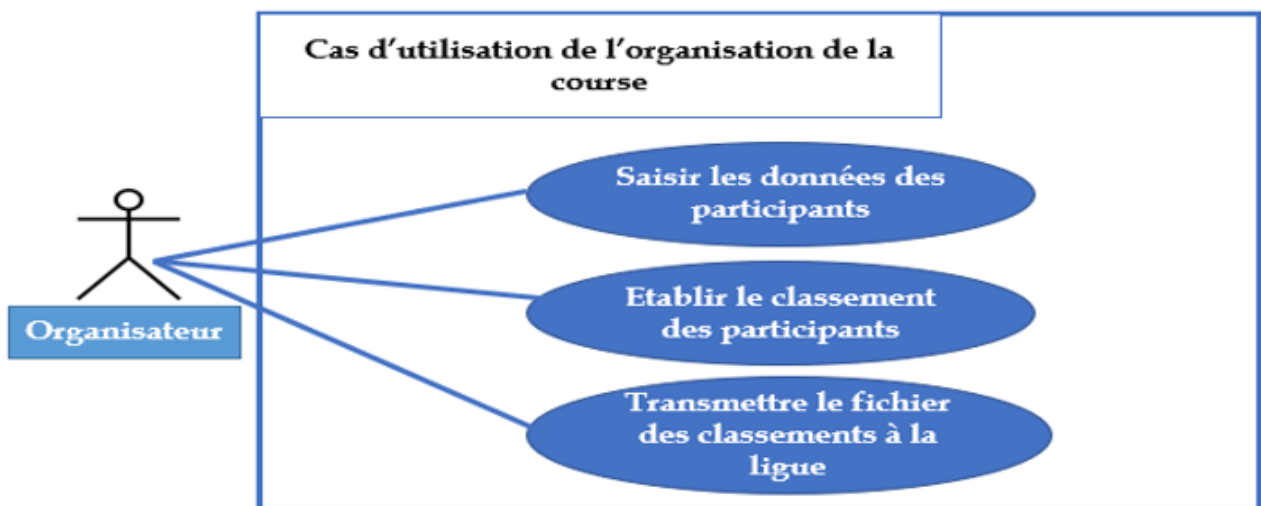 Cas d'utilisation de l'organisation de la
course
Saisir les données des
participants
Organisateur
Etablir le classement
des participants
Transmettre le fichier
des classements à la
ligue